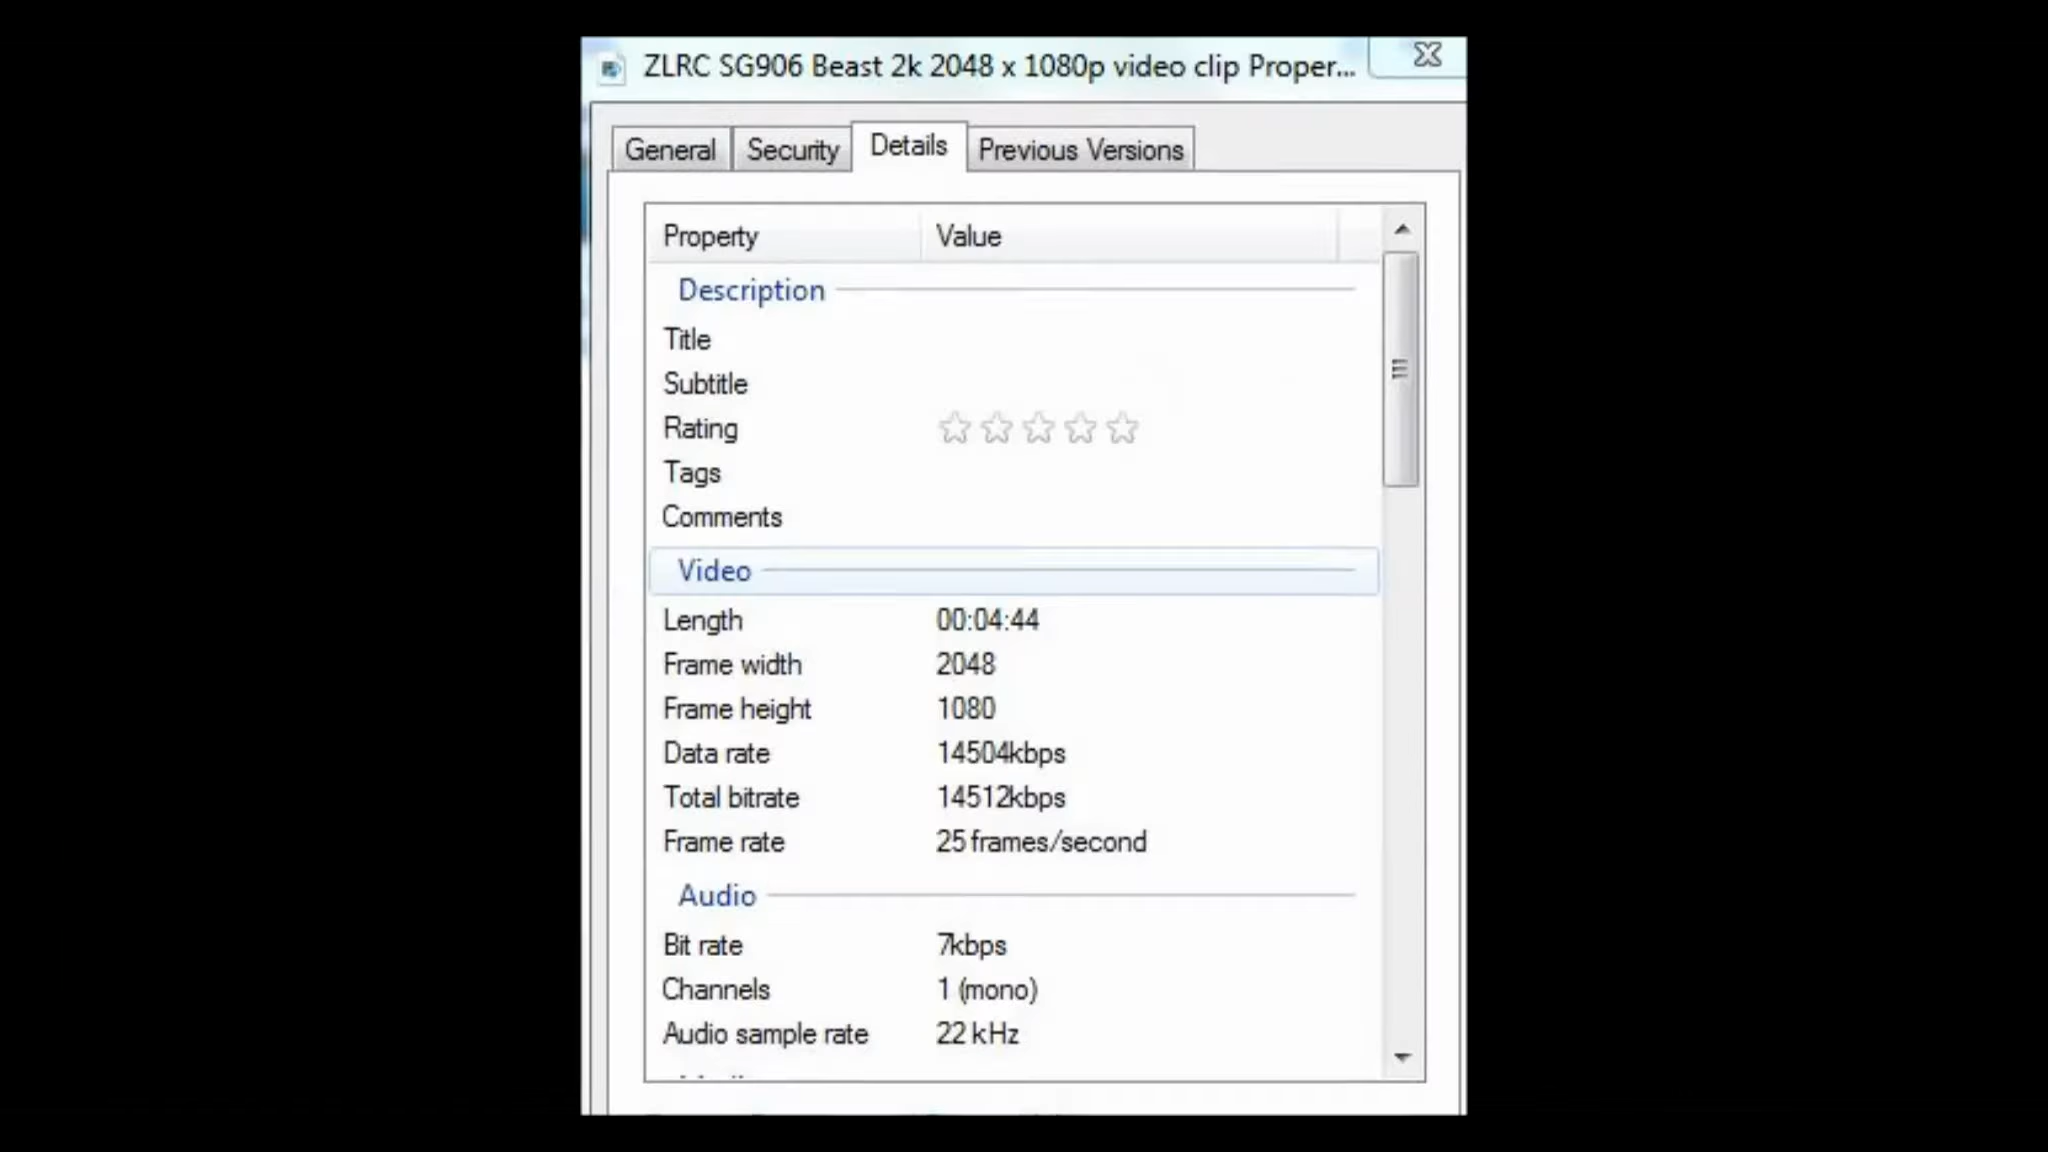 ZLRC SG906 Beast 2k 2048 x 1080p video clip Proper...
General Security Details Previous Versions
Property Value
Description
Title
Subtitle
Rating
Tags
Comments
Video
Length 00:04:44
Frame width 2048
Frame height 1080
Data rate 14504kbps
Total bitrate 14512kbps
Frame rate 25 frames/second
Audio
Bit rate 7kbps
Channels 1 (mono)
Audio sample rate 22 kHz